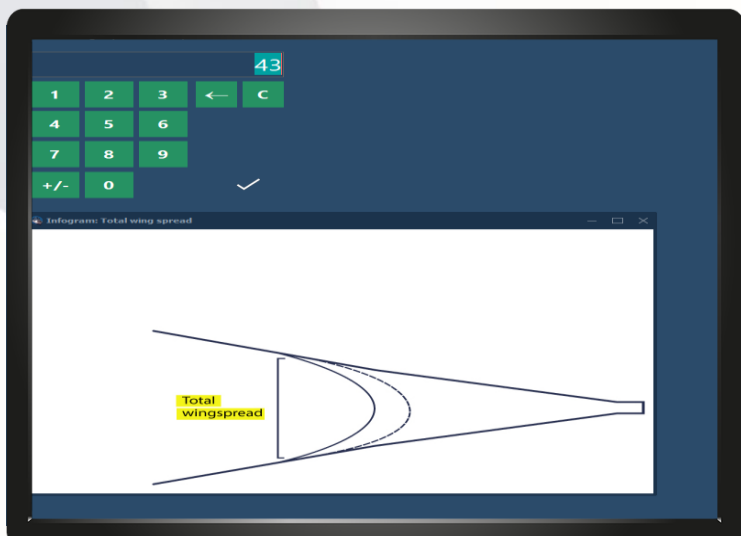 43
1 2 3 ← C
4 5 6
7 8 9
+/- 0
Infogram: Total wing spread
Total
wingspread